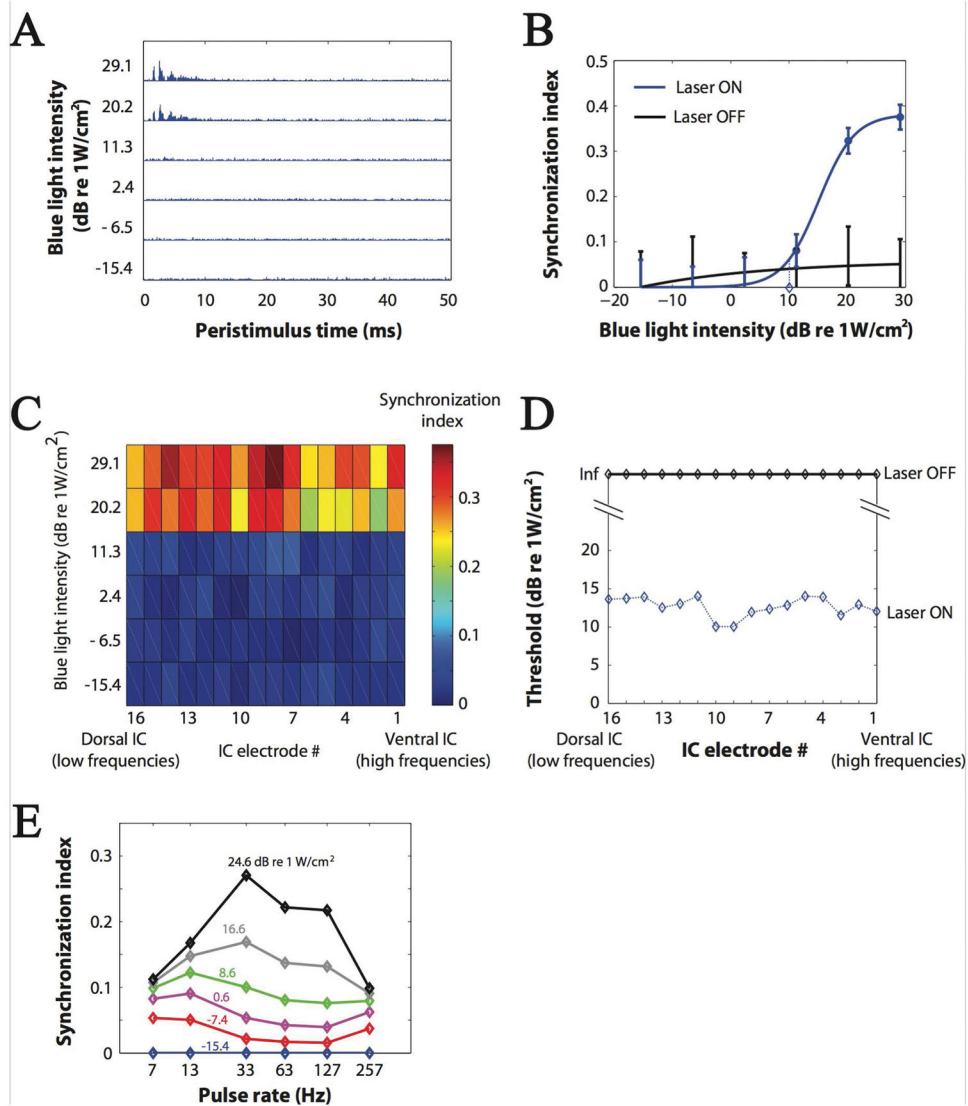 A
Blue light intensity
(dB re 1W/cm²)
29.1
20.2
11.3
2.4
-6.5
-15.4
0 10 20 30 40 50
Peristimulus time (ms)
B
Synchronization index
0.5
0.4
0.3
0.2
0.1
0
Laser ON
Laser OFF
−20 −10 0 10 20 30
Blue light intensity (dB re 1W/cm²)
C
Synchronization
index
Blue light intensity (dB re 1W/cm²)
29.1
20.2
11.3
2.4
- 6.5
-15.4
0.3
0.2
0.1
0
16 13 10 7 4 1
Dorsal IC
(low frequencies)
IC electrode #
Ventral IC
(high frequencies)
D
Threshold (dB re 1W/cm²)
Inf
20
15
10
5
0
Laser OFF
Laser ON
16 13 10 7 4 1
Dorsal IC
(low frequencies)
IC electrode #
Ventral IC
(high frequencies)
E
Synchronization index
0.3
0.2
0.1
0
24.6 dB re 1 W/cm²
16.6
8.6
0.6
-7.4
-15.4
7 13 33 63 127 257
Pulse rate (Hz)